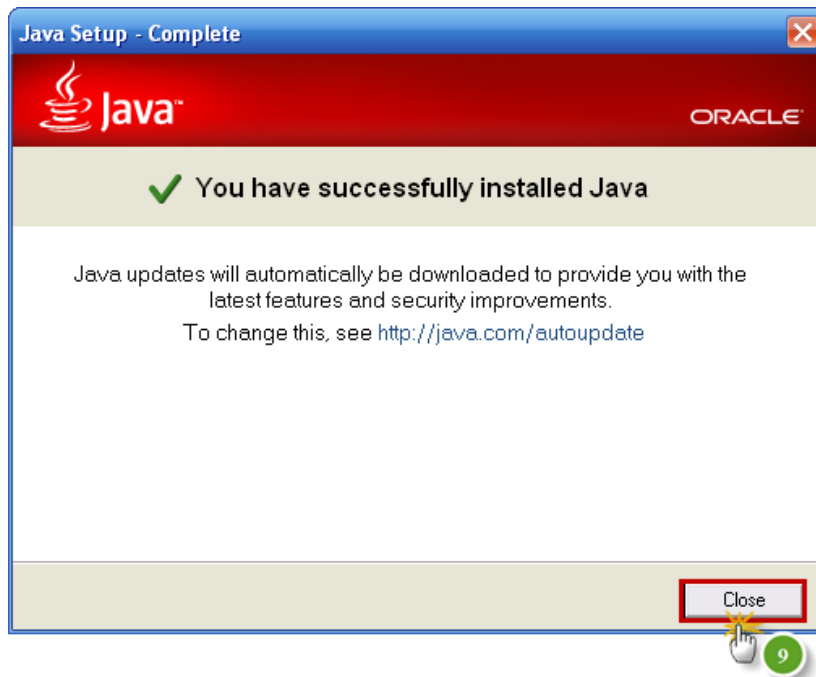 Java Setup - Complete
Java™
ORACLE
You have successfully installed Java
Java updates will automatically be downloaded to provide you with the
latest features and security improvements.
To change this, see http://java.com/autoupdate
Close
9